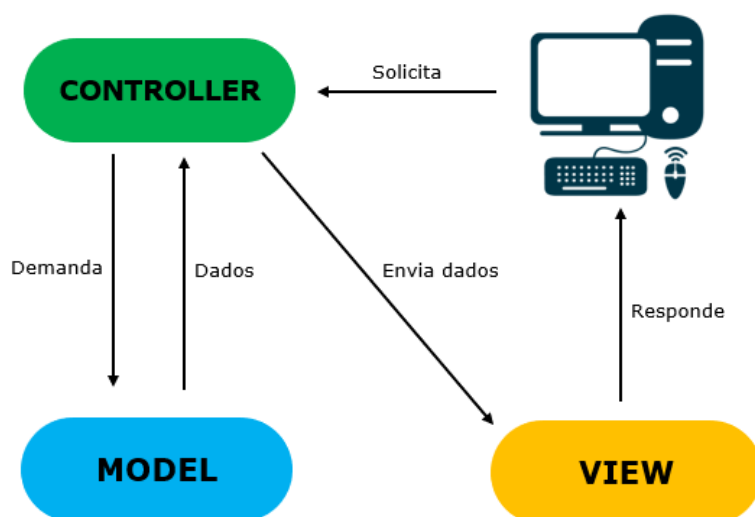 Solicita
CONTROLLER
Demanda
Dados
Envia dados
Responde
MODEL
VIEW